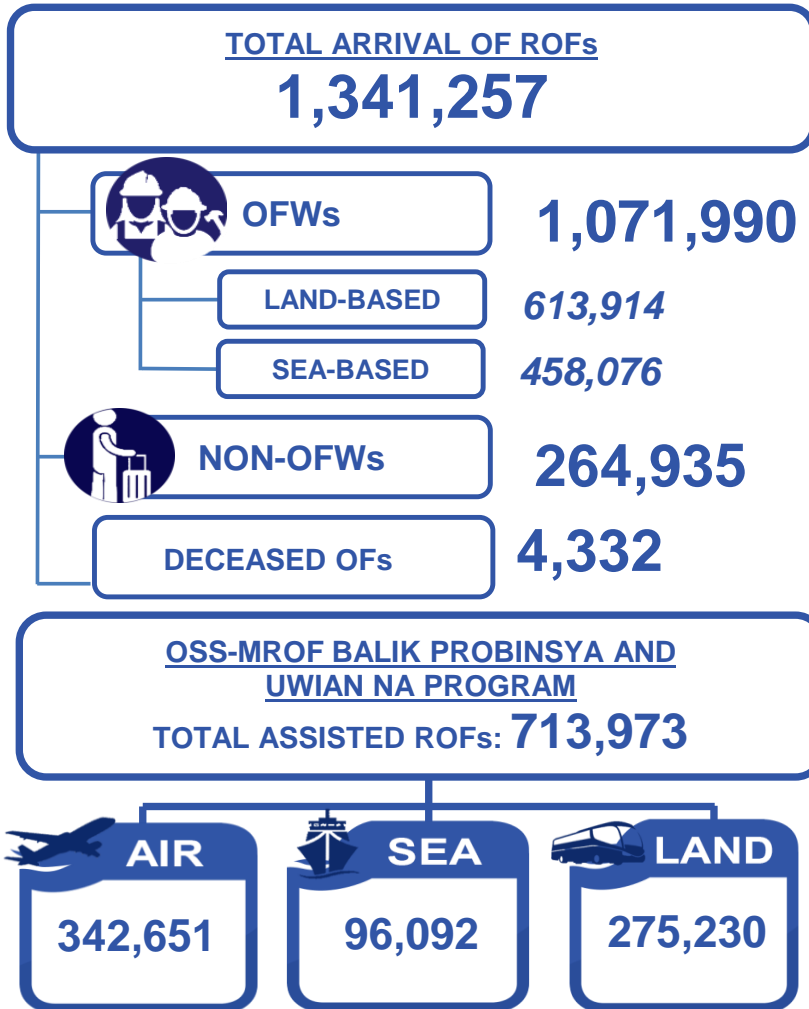 TOTAL ARRIVAL OF ROFs
1,341,257
OFWs 1,071,990
LAND-BASED 613,914
SEA-BASED 458,076
NON-OFWs 264,935
DECEASED OFs 4,332
OSS-MROF BALIK PROBINSYA AND
UWIAN NA PROGRAM
TOTAL ASSISTED ROFs: 713,973
AIR SEA LAND
342,651 96,092 275,230